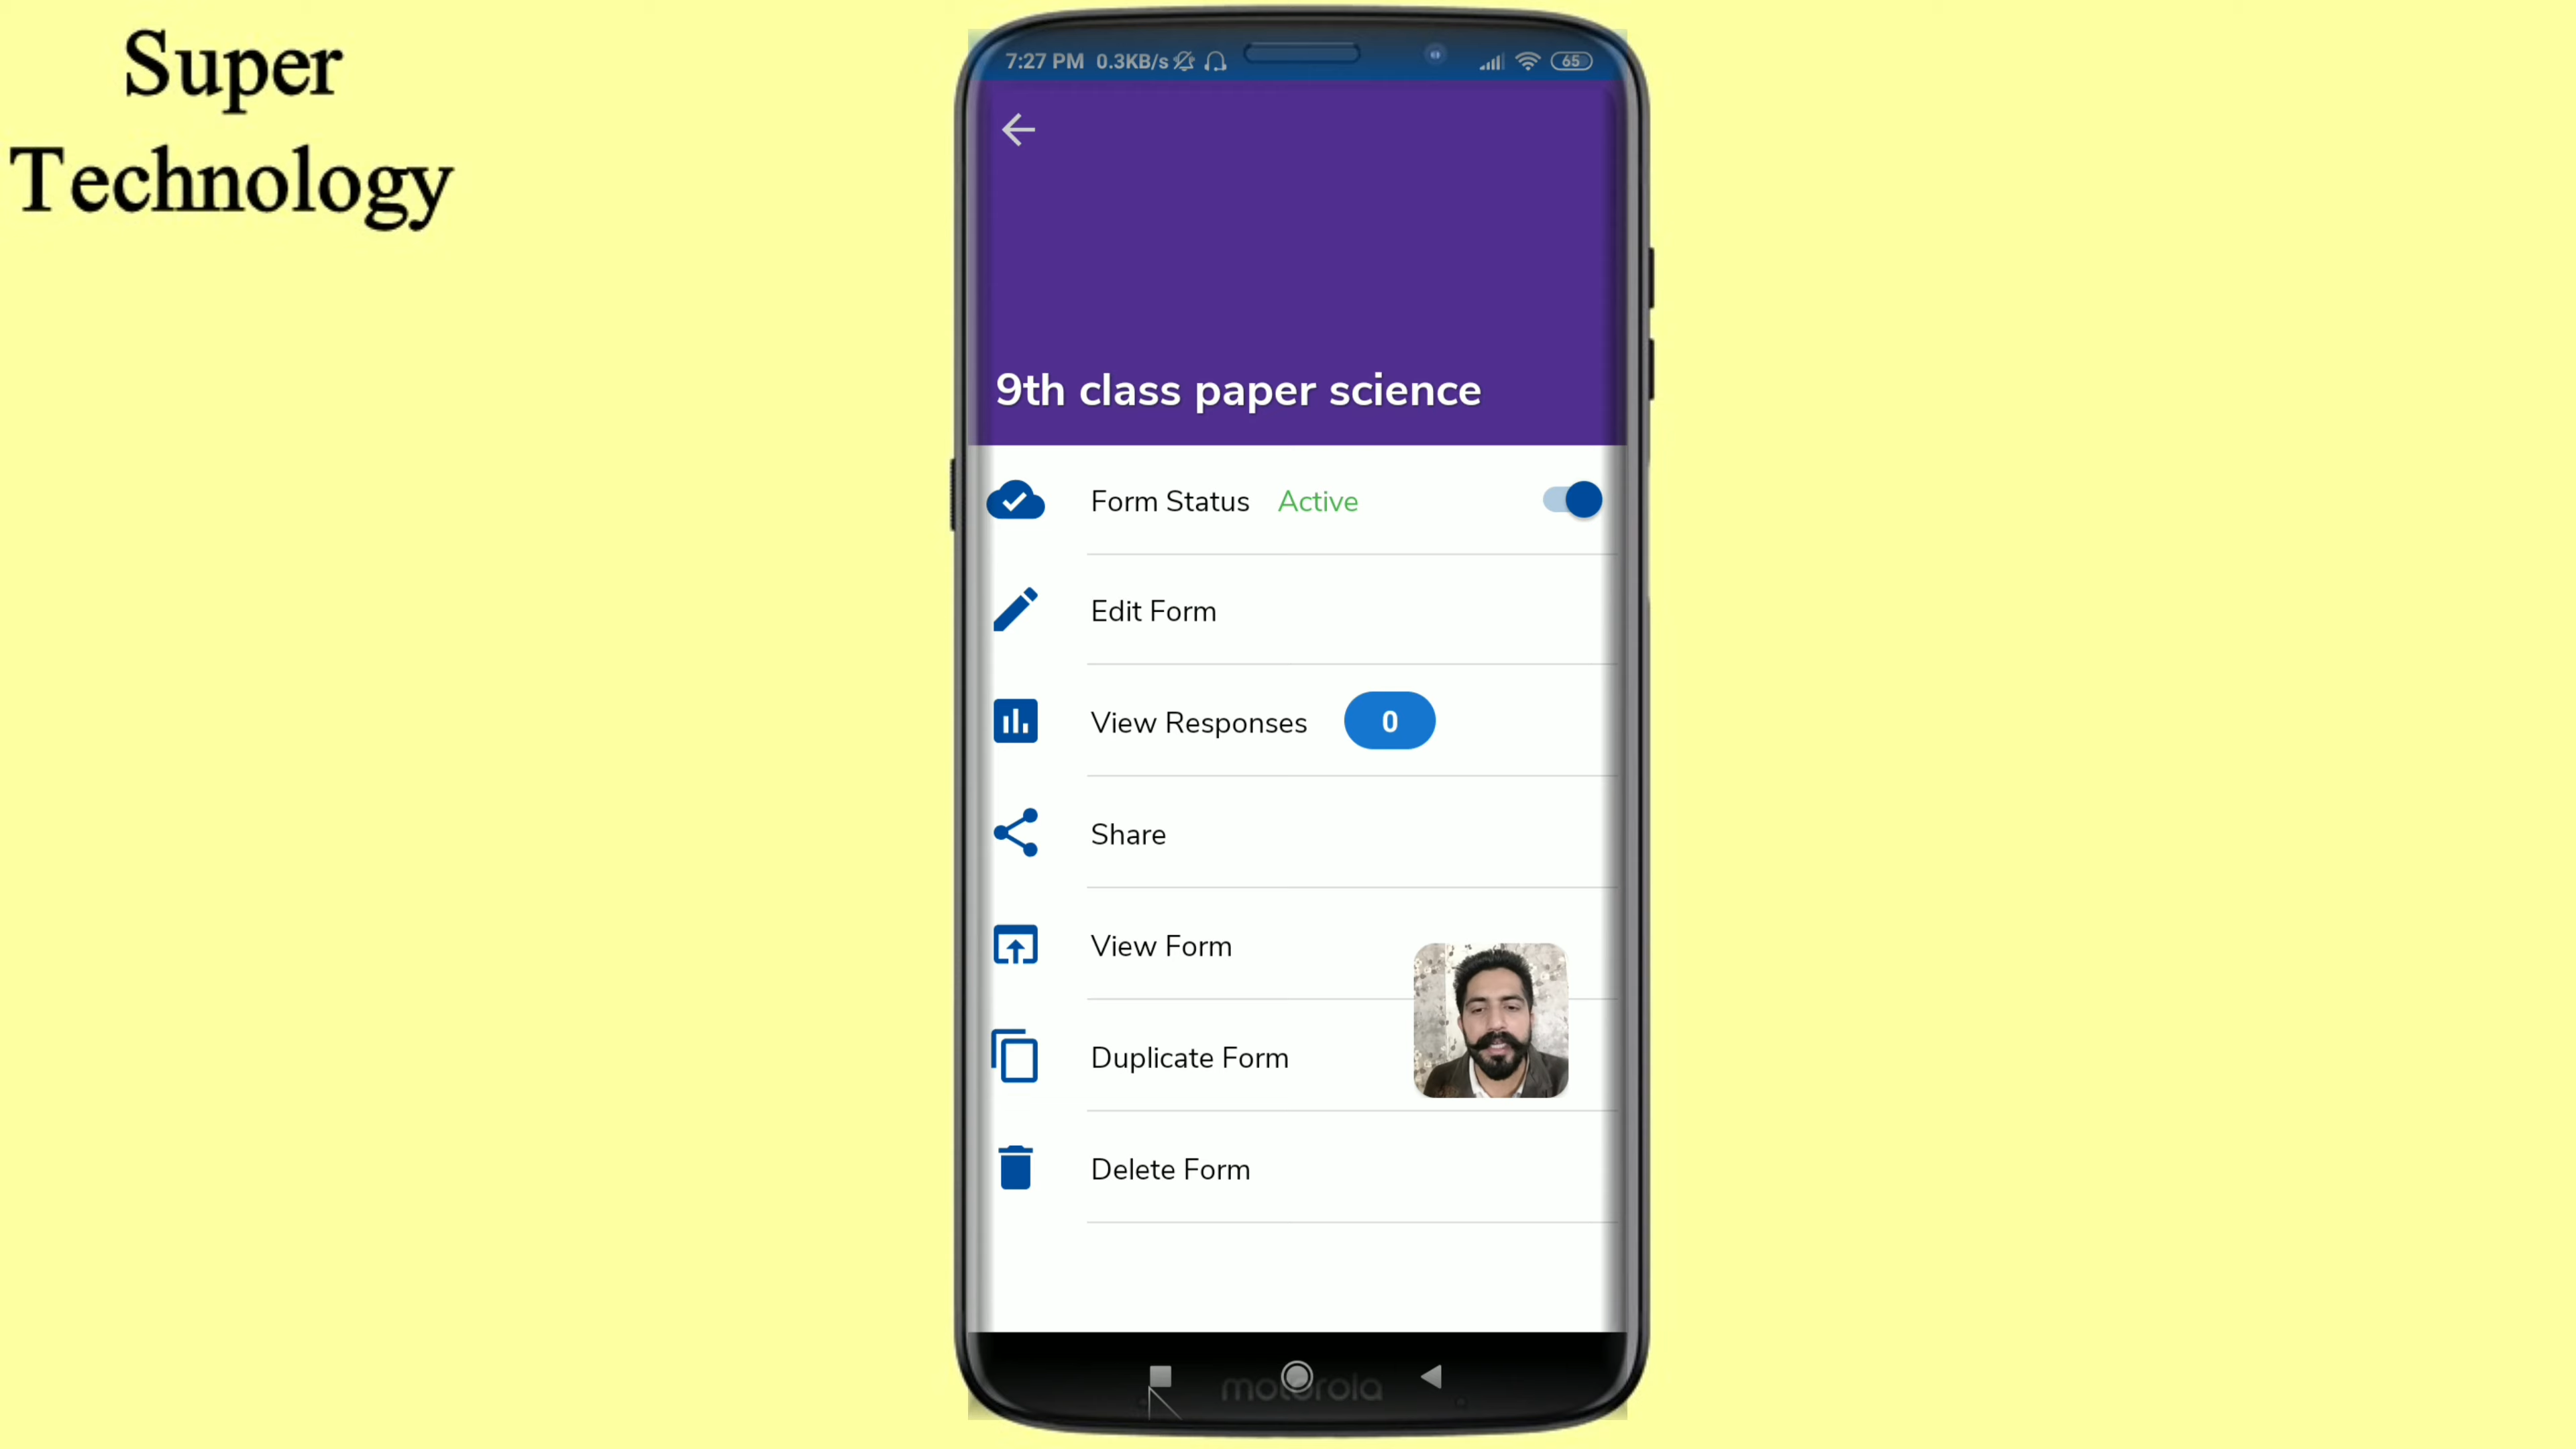 Super
Technology
7:27 PM 0.3KB/s 65
9th class paper science
Form Status Active
Edit Form
View Responses 0
Share
View Form
Duplicate Form
Delete Form
motorola